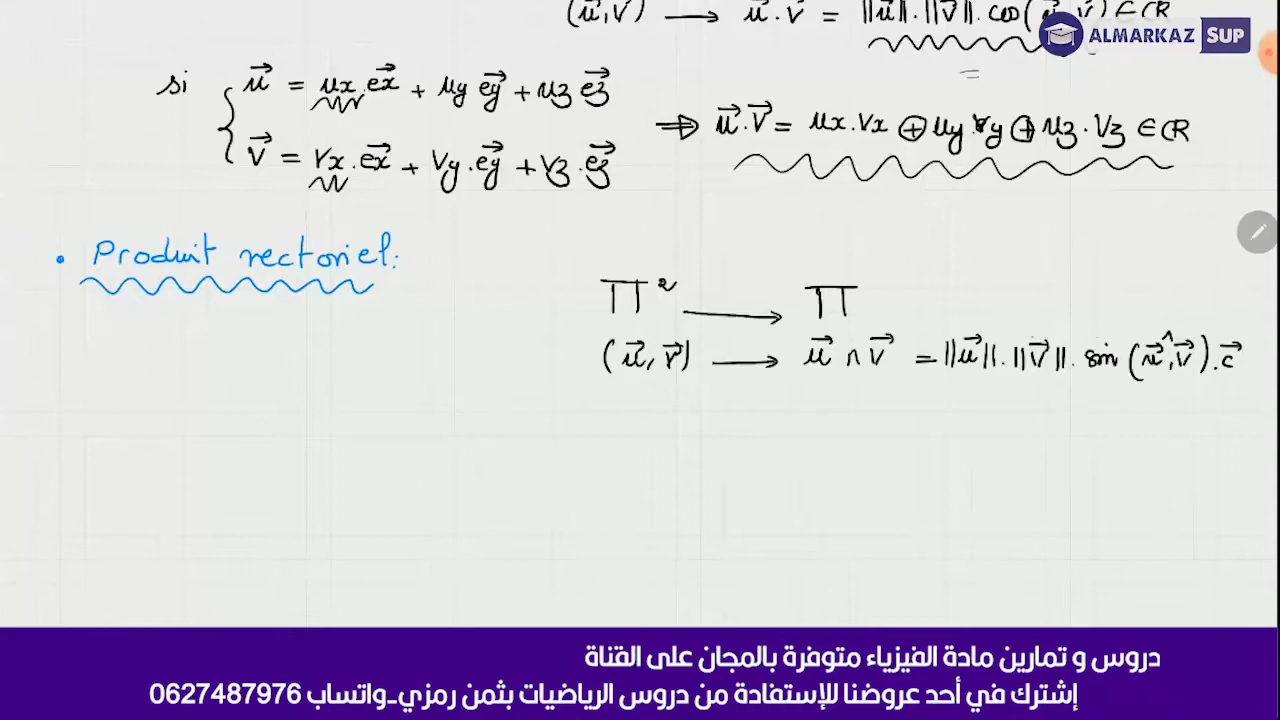 (u⃗, v⃗) → u⃗ · v⃗ = ||u⃗|| · ||v⃗|| · cos(u⃗, v⃗) ∈ ℝ
ALMARKAZ SUP
si { u⃗ = ux · ex⃗ + uy ey⃗ + uz ez⃗
v⃗ = vx · ex⃗ + vy · ey⃗ + vz · ez⃗
⇒ u⃗ · v⃗ = ux · vx ⊕ uy · vy ⊕ uz · vz ∈ ℝ
• Produit vectoriel:
Π² → Π
(u⃗, v⃗) → u⃗ ∧ v⃗ = ||u⃗|| · ||v⃗|| · sin(u⃗, v⃗) · c⃗
دروس و تمارين مادة الفيزياء متوفرة بالمجان على القناة
إشترك في أحد عروضنا للإستفادة من دروس الرياضيات بثمن رمزي-واتساب 0627487976